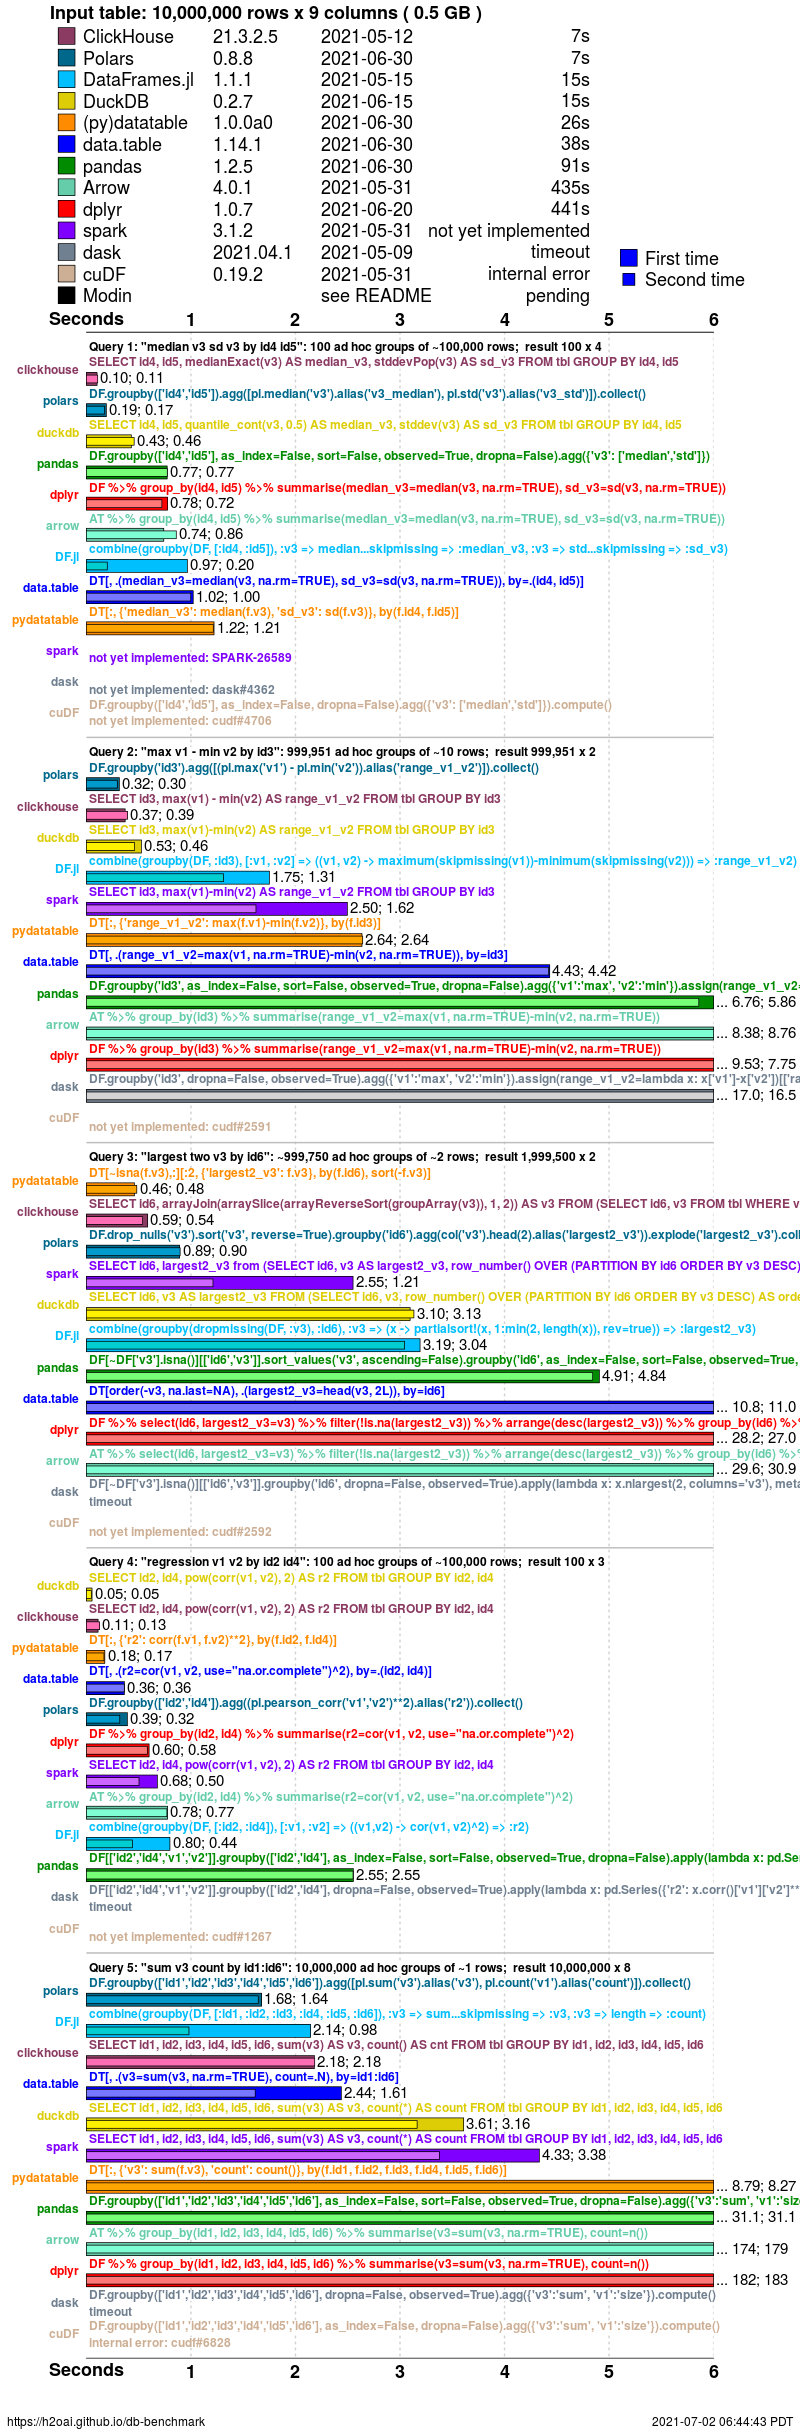 Input table: 10,000,000 rows x 9 columns ( 0.5 GB )
ClickHouse 21.3.2.5 2021-05-12 7s
Polars 0.8.8 2021-06-30 7s
DataFrames.jl 1.1.1 2021-05-15 15s
DuckDB 0.2.7 2021-06-15 15s
(py)datatable 1.0.0a0 2021-06-30 26s
data.table 1.14.1 2021-06-30 38s
pandas 1.2.5 2021-06-30 91s
Arrow 4.0.1 2021-05-31 435s
dplyr 1.0.7 2021-06-20 441s
spark 3.1.2 2021-05-31 not yet implemented
dask 2021.04.1 2021-05-09 timeout
cuDF 0.19.2 2021-05-31 internal error
Modin see README pending
First time
Second time
Seconds 1 2 3 4 5 6
Query 1: "median v3 sd v3 by id4 id5": 100 ad hoc groups of ~100,000 rows; result 100 x 4
SELECT id4, id5, medianExact(v3) AS median_v3, stddevPop(v3) AS sd_v3 FROM tbl GROUP BY id4, id5
clickhouse 0.10; 0.11
DF.groupby(['id4','id5']).agg([pl.median('v3').alias('v3_median'), pl.std('v3').alias('v3_std')]).collect()
polars 0.19; 0.17
SELECT id4, id5, quantile_cont(v3, 0.5) AS median_v3, stddev(v3) AS sd_v3 FROM tbl GROUP BY id4, id5
duckdb 0.43; 0.46
DF.groupby(['id4','id5'], as_index=False, sort=False, observed=True, dropna=False).agg({'v3': ['median','std']})
pandas 0.77; 0.77
DF %>% group_by(id4, id5) %>% summarise(median_v3=median(v3, na.rm=TRUE), sd_v3=sd(v3, na.rm=TRUE))
dplyr 0.78; 0.72
AT %>% group_by(id4, id5) %>% summarise(median_v3=median(v3, na.rm=TRUE), sd_v3=sd(v3, na.rm=TRUE))
arrow 0.74; 0.86
combine(groupby(DF, [:id4, :id5]), :v3 => median...skipmissing => :median_v3, :v3 => std...skipmissing => :sd_v3)
DF.jl 0.97; 0.20
DT[, .(median_v3=median(v3, na.rm=TRUE), sd_v3=sd(v3, na.rm=TRUE)), by=.(id4, id5)]
data.table 1.02; 1.00
DT[:, {'median_v3': median(f.v3), 'sd_v3': sd(f.v3)}, by(f.id4, f.id5)]
pydatatable 1.22; 1.21
spark not yet implemented: SPARK-26589
dask not yet implemented: dask#4362
DF.groupby(['id4','id5'], as_index=False, dropna=False).agg({'v3': ['median','std']}).compute()
cuDF not yet implemented: cudf#4706
Query 2: "max v1 - min v2 by id3": 999,951 ad hoc groups of ~10 rows; result 999,951 x 2
DF.groupby('id3').agg([(pl.max('v1') - pl.min('v2')).alias('range_v1_v2')]).collect()
polars 0.32; 0.30
SELECT id3, max(v1) - min(v2) AS range_v1_v2 FROM tbl GROUP BY id3
clickhouse 0.37; 0.39
SELECT id3, max(v1)-min(v2) AS range_v1_v2 FROM tbl GROUP BY id3
duckdb 0.53; 0.46
combine(groupby(DF, :id3), [:v1, :v2] => ((v1, v2) -> maximum(skipmissing(v1))-minimum(skipmissing(v2))) => :range_v1_v2)
DF.jl 1.75; 1.31
SELECT id3, max(v1)-min(v2) AS range_v1_v2 FROM tbl GROUP BY id3
spark 2.50; 1.62
DT[:, {'range_v1_v2': max(f.v1)-min(f.v2)}, by(f.id3)]
pydatatable 2.64; 2.64
DT[, .(range_v1_v2=max(v1, na.rm=TRUE)-min(v2, na.rm=TRUE)), by=id3]
data.table 4.43; 4.42
DF.groupby('id3', as_index=False, sort=False, observed=True, dropna=False).agg({'v1':'max', 'v2':'min'}).assign(range_v1_v2=
pandas ... 6.76; 5.86
AT %>% group_by(id3) %>% summarise(range_v1_v2=max(v1, na.rm=TRUE)-min(v2, na.rm=TRUE))
arrow ... 8.38; 8.76
DF %>% group_by(id3) %>% summarise(range_v1_v2=max(v1, na.rm=TRUE)-min(v2, na.rm=TRUE))
dplyr ... 9.53; 7.75
DF.groupby('id3', dropna=False, observed=True).agg({'v1':'max', 'v2':'min'}).assign(range_v1_v2=lambda x: x['v1']-x['v2'])[['ra
dask ... 17.0; 16.5
cuDF not yet implemented: cudf#2591
Query 3: "largest two v3 by id6": ~999,750 ad hoc groups of ~2 rows; result 1,999,500 x 2
DT[~isna(f.v3),:][:2, {'largest2_v3': f.v3}, by(f.id6), sort(-f.v3)]
pydatatable 0.46; 0.48
SELECT id6, arrayJoin(arraySlice(arrayReverseSort(groupArray(v3)), 1, 2)) AS v3 FROM (SELECT id6, v3 FROM tbl WHERE v
clickhouse 0.59; 0.54
DF.drop_nulls('v3').sort('v3', reverse=True).groupby('id6').agg(col('v3').head(2).alias('largest2_v3')).explode('largest2_v3').coll
polars 0.89; 0.90
SELECT id6, largest2_v3 from (SELECT id6, v3 AS largest2_v3, row_number() OVER (PARTITION BY id6 ORDER BY v3 DESC)
spark 2.55; 1.21
SELECT id6, v3 AS largest2_v3 FROM (SELECT id6, v3, row_number() OVER (PARTITION BY id6 ORDER BY v3 DESC) AS orde
duckdb 3.10; 3.13
combine(groupby(dropmissing(DF, :v3), :id6), :v3 => (x -> partialsort!(x, 1:min(2, length(x)), rev=true)) => :largest2_v3)
DF.jl 3.19; 3.04
DF[~DF['v3'].isna()][['id6','v3']].sort_values('v3', ascending=False).groupby('id6', as_index=False, sort=False, observed=True,
pandas 4.91; 4.84
DT[order(-v3, na.last=NA), .(largest2_v3=head(v3, 2L)), by=id6]
data.table ... 10.8; 11.0
DF %>% select(id6, largest2_v3=v3) %>% filter(!is.na(largest2_v3)) %>% arrange(desc(largest2_v3)) %>% group_by(id6) %>%
dplyr ... 28.2; 27.0
AT %>% select(id6, largest2_v3=v3) %>% filter(!is.na(largest2_v3)) %>% arrange(desc(largest2_v3)) %>% group_by(id6) %>%
arrow ... 29.6; 30.9
DF[~DF['v3'].isna()][['id6','v3']].groupby('id6', dropna=False, observed=True).apply(lambda x: x.nlargest(2, columns='v3'), meta
dask timeout
cuDF not yet implemented: cudf#2592
Query 4: "regression v1 v2 by id2 id4": 100 ad hoc groups of ~100,000 rows; result 100 x 3
SELECT id2, id4, pow(corr(v1, v2), 2) AS r2 FROM tbl GROUP BY id2, id4
duckdb 0.05; 0.05
SELECT id2, id4, pow(corr(v1, v2), 2) AS r2 FROM tbl GROUP BY id2, id4
clickhouse 0.11; 0.13
DT[:, {'r2': corr(f.v1, f.v2)**2}, by(f.id2, f.id4)]
pydatatable 0.18; 0.17
DT[, .(r2=cor(v1, v2, use="na.or.complete")^2), by=.(id2, id4)]
data.table 0.36; 0.36
DF.groupby(['id2','id4']).agg((pl.pearson_corr('v1','v2')**2).alias('r2')).collect()
polars 0.39; 0.32
DF %>% group_by(id2, id4) %>% summarise(r2=cor(v1, v2, use="na.or.complete")^2)
dplyr 0.60; 0.58
SELECT id2, id4, pow(corr(v1, v2), 2) AS r2 FROM tbl GROUP BY id2, id4
spark 0.68; 0.50
AT %>% group_by(id2, id4) %>% summarise(r2=cor(v1, v2, use="na.or.complete")^2)
arrow 0.78; 0.77
combine(groupby(DF, [:id2, :id4]), [:v1, :v2] => ((v1,v2) -> cor(v1, v2)^2) => :r2)
DF.jl 0.80; 0.44
DF[['id2','id4','v1','v2']].groupby(['id2','id4'], as_index=False, sort=False, observed=True, dropna=False).apply(lambda x: pd.Ser
pandas 2.55; 2.55
DF[['id2','id4','v1','v2']].groupby(['id2','id4'], dropna=False, observed=True).apply(lambda x: pd.Series({'r2': x.corr()['v1']['v2']**
dask timeout
cuDF not yet implemented: cudf#1267
Query 5: "sum v3 count by id1:id6": 10,000,000 ad hoc groups of ~1 rows; result 10,000,000 x 8
DF.groupby(['id1','id2','id3','id4','id5','id6']).agg([pl.sum('v3').alias('v3'), pl.count('v1').alias('count')]).collect()
polars 1.68; 1.64
combine(groupby(DF, [:id1, :id2, :id3, :id4, :id5, :id6]), :v3 => sum...skipmissing => :v3, :v3 => length => :count)
DF.jl 2.14; 0.98
SELECT id1, id2, id3, id4, id5, id6, sum(v3) AS v3, count() AS cnt FROM tbl GROUP BY id1, id2, id3, id4, id5, id6
clickhouse 2.18; 2.18
DT[, .(v3=sum(v3, na.rm=TRUE), count=.N), by=id1:id6]
data.table 2.44; 1.61
SELECT id1, id2, id3, id4, id5, id6, sum(v3) AS v3, count(*) AS count FROM tbl GROUP BY id1, id2, id3, id4, id5, id6
duckdb 3.61; 3.16
SELECT id1, id2, id3, id4, id5, id6, sum(v3) AS v3, count(*) AS count FROM tbl GROUP BY id1, id2, id3, id4, id5, id6
spark 4.33; 3.38
DT[:, {'v3': sum(f.v3), 'count': count()}, by(f.id1, f.id2, f.id3, f.id4, f.id5, f.id6)]
pydatatable ... 8.79; 8.27
DF.groupby(['id1','id2','id3','id4','id5','id6'], as_index=False, sort=False, observed=True, dropna=False).agg({'v3':'sum', 'v1':'size
pandas ... 31.1; 31.1
AT %>% group_by(id1, id2, id3, id4, id5, id6) %>% summarise(v3=sum(v3, na.rm=TRUE), count=n())
arrow ... 174; 179
DF %>% group_by(id1, id2, id3, id4, id5, id6) %>% summarise(v3=sum(v3, na.rm=TRUE), count=n())
dplyr ... 182; 183
DF.groupby(['id1','id2','id3','id4','id5','id6'], dropna=False, observed=True).agg({'v3':'sum', 'v1':'size'}).compute()
dask timeout
DF.groupby(['id1','id2','id3','id4','id5','id6'], as_index=False, dropna=False).agg({'v3':'sum', 'v1':'size'}).compute()
cuDF internal error: cudf#6828
Seconds 1 2 3 4 5 6
https://h2oai.github.io/db-benchmark 2021-07-02 06:44:43 PDT